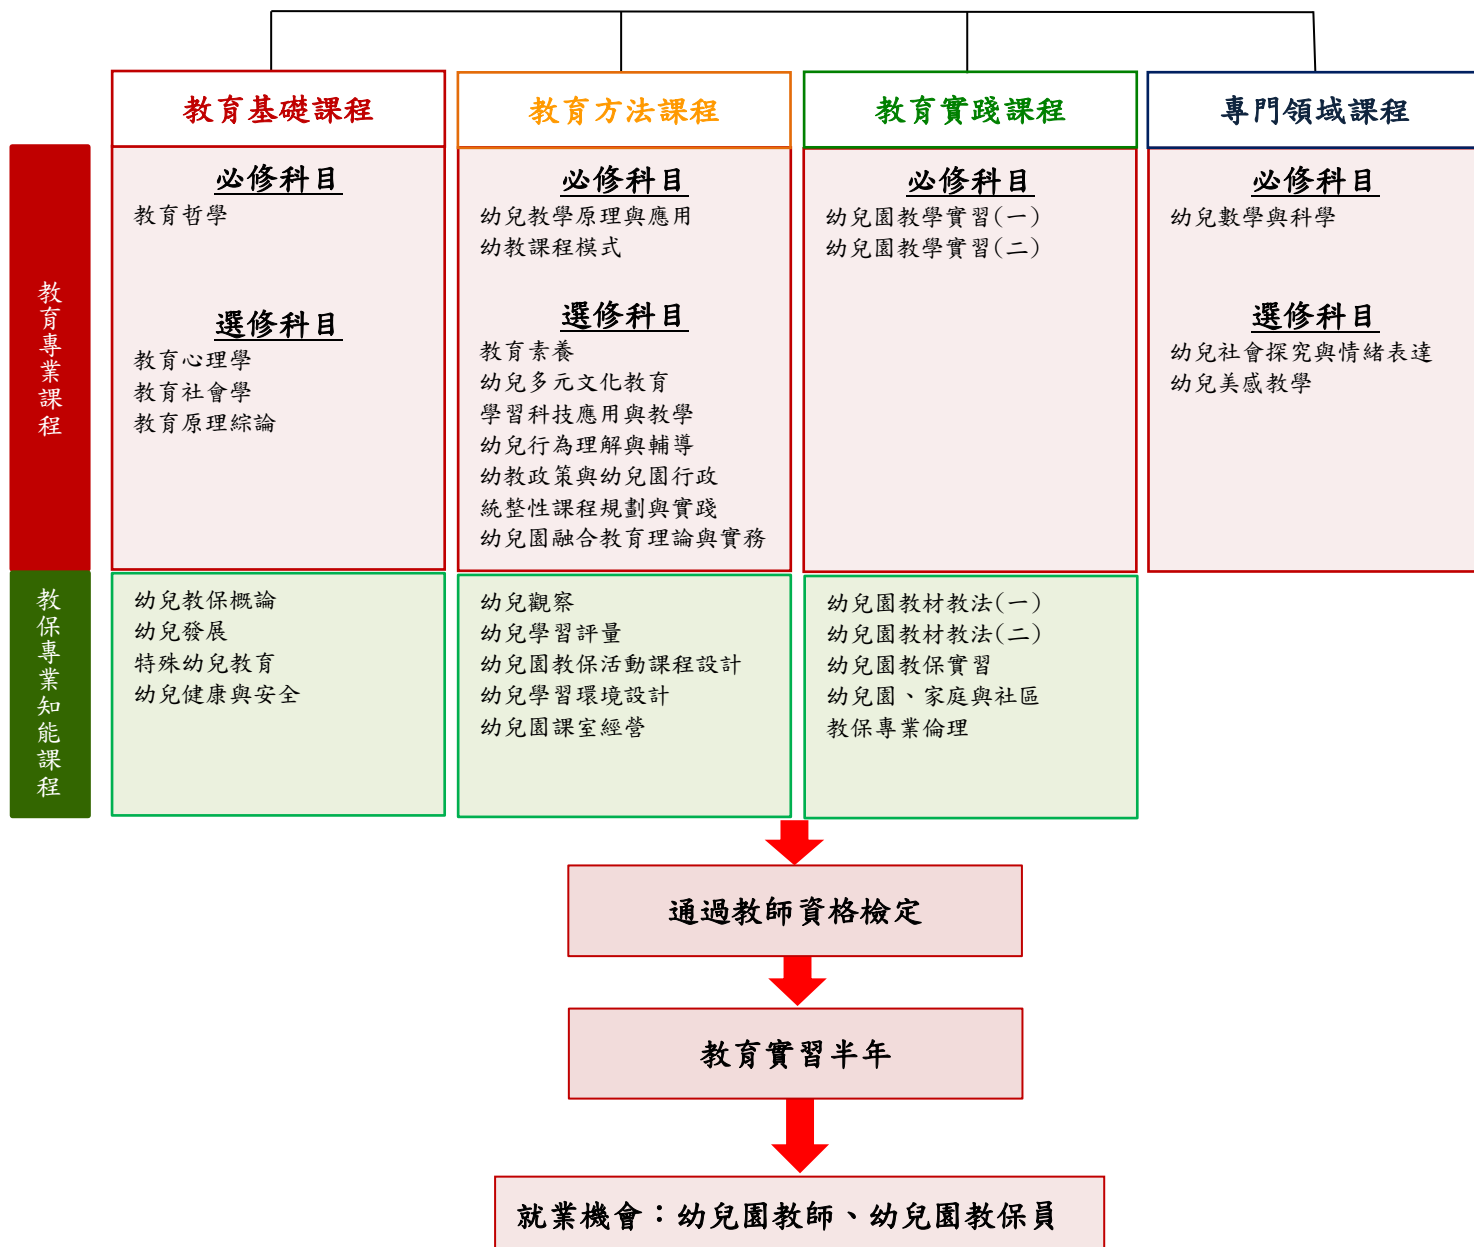 教育基礎課程
教育方法課程
教育實踐課程
專門領域課程
教育專業課程
必修科目
教育哲學
選修科目
教育心理學
教育社會學
教育原理綜論
必修科目
幼兒教學原理與應用
幼教課程模式
選修科目
教育素養
幼兒多元文化教育
學習科技應用與教學
幼兒行為理解與輔導
幼教政策與幼兒園行政
統整性課程規劃與實踐
幼兒園融合教育理論與實務
必修科目
幼兒園教學實習(一)
幼兒園教學實習(二)
必修科目
幼兒數學與科學
選修科目
幼兒社會探究與情緒表達
幼兒美感教學
教保專業知能課程
幼兒教保概論
幼兒發展
特殊幼兒教育
幼兒健康與安全
幼兒觀察
幼兒學習評量
幼兒園教保活動課程設計
幼兒學習環境設計
幼兒園課室經營
幼兒園教材教法(一)
幼兒園教材教法(二)
幼兒園教保實習
幼兒園、家庭與社區
教保專業倫理
通過教師資格檢定
教育實習半年
就業機會：幼兒園教師、幼兒園教保員